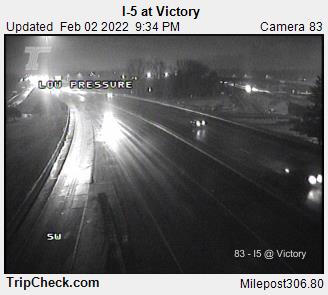 I-5 at Victory
Updated Feb 02 2022 9:34 PM Camera 83
LOW PRESSURE
SW
83 - I5 @ Victory
TripCheck.com Milepost306.80